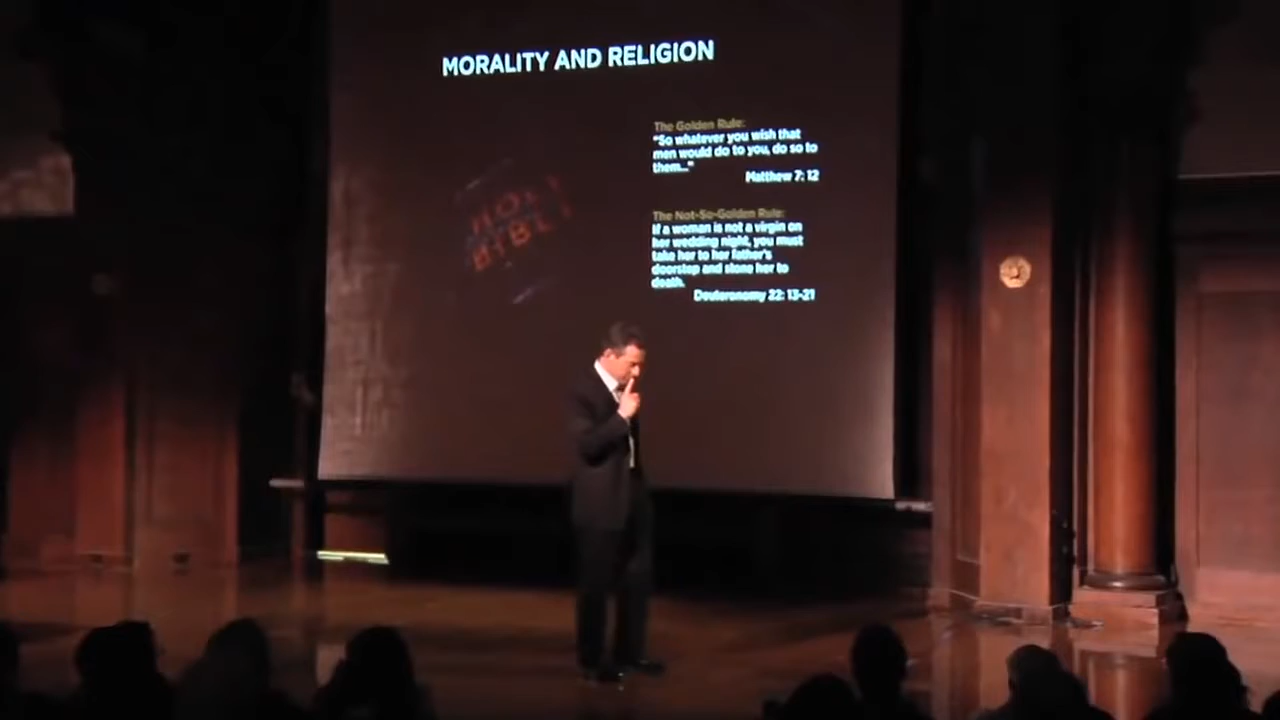 MORALITY AND RELIGION
The Golden Rule:
"So whatever you wish that
men would do to you, do so to
them..."
Matthew 7: 12
HOLY
BIBLE
The Not-So-Golden Rule:
If a woman is not a virgin on
her wedding night, you must
take her to her father's
doorstep and stone her to
death.
Deuteronomy 22: 13-21